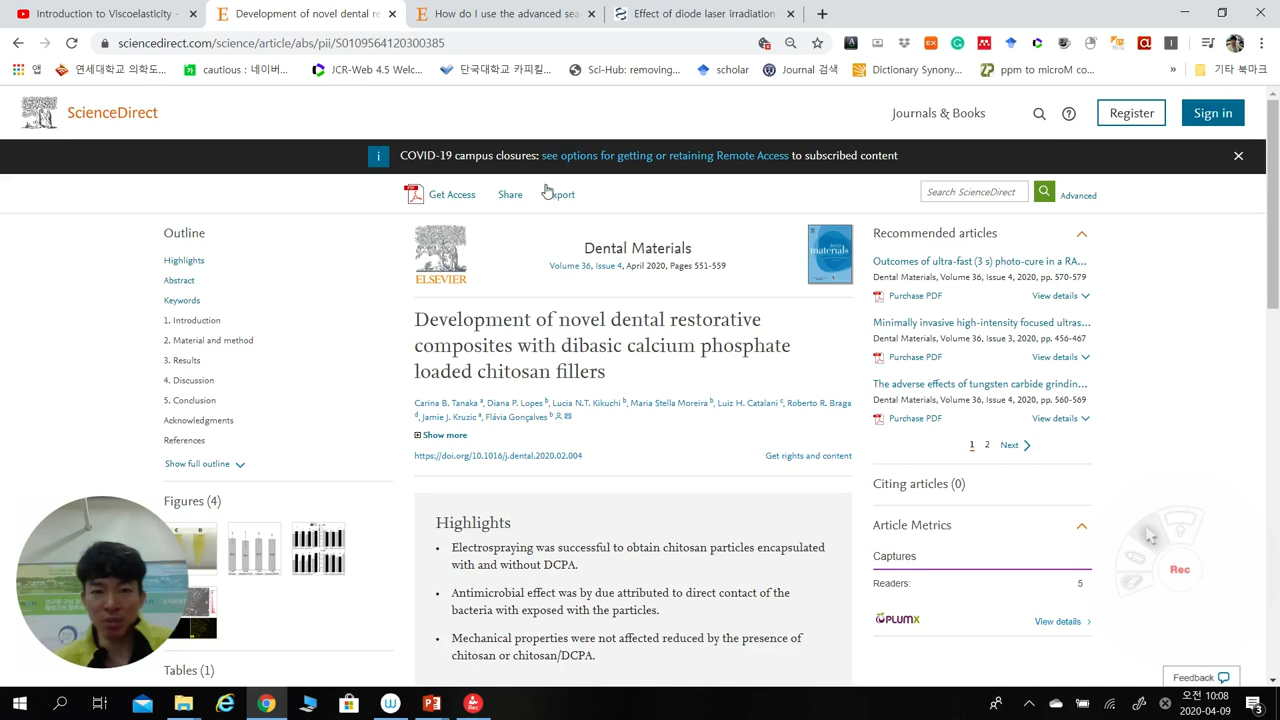 Introduction to Viscoelasticity
Development of novel dental re
How do I use the advanced sea
Effect of diode laser irradiation
sciencedirect.com/science/article/abs/pii/S0109564120300385
앱
연세대학교 의학도...
cautious : 네이버...
JCR-Web 4.5 Welc...
단국대학교 카피킬...
Sci-Hub: removing...
scholar
Journal 검색
Dictionary Synony...
ppm to microM co...
»
기타 북마크
ScienceDirect
Journals & Books
Register
Sign in
COVID-19 campus closures: see options for getting or retaining Remote Access to subscribed content
Get Access
Share
Export
Search ScienceDirect
Advanced
Outline
Highlights
Abstract
Keywords
1. Introduction
2. Material and method
3. Results
4. Discussion
5. Conclusion
Acknowledgments
References
Show full outline
Figures (4)
Tables (1)
ELSEVIER
Dental Materials
Volume 36, Issue 4, April 2020, Pages 551-559
materials
Development of novel dental restorative
composites with dibasic calcium phosphate
loaded chitosan fillers
Carina B. Tanaka a, Diana P. Lopes b, Lucia N.T. Kikuchi b, Maria Stella Moreira b, Luiz H. Catalani c, Roberto R. Braga
d, Jamie J. Kruzic a, Flávia Gonçalves b
Show more
https://doi.org/10.1016/j.dental.2020.02.004
Get rights and content
Highlights
• Electrospraying was successful to obtain chitosan particles encapsulated
with and without DCPA.
• Antimicrobial effect was by due attributed to direct contact of the
bacteria with exposed with the particles.
• Mechanical properties were not affected reduced by the presence of
chitosan or chitosan/DCPA.
Recommended articles
Outcomes of ultra-fast (3 s) photo-cure in a RA...
Dental Materials, Volume 36, Issue 4, 2020, pp. 570-579
Purchase PDF
View details
Minimally invasive high-intensity focused ultras...
Dental Materials, Volume 36, Issue 3, 2020, pp. 456-467
Purchase PDF
View details
The adverse effects of tungsten carbide grindin...
Dental Materials, Volume 36, Issue 4, 2020, pp. 560-569
Purchase PDF
View details
1 2 Next
Citing articles (0)
Article Metrics
Captures
Readers:
5
PLUMX
View details
Rec
Feedback
오전 10:08
2020-04-09
3